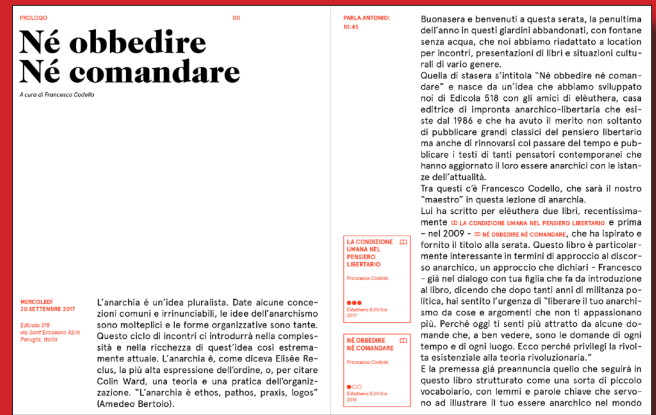 PROLOGO
00
Né obbedire
Né comandare
A cura di Francesco Codello
MERCOLEDÌ
20 SETTEMBRE 2017
Edicola 518
via Sant'Ercolano 42/a
Perugia, Italia
L'anarchia è un'idea pluralista. Date alcune conce-
zioni comuni e irrinunciabili, le idee dell'anarchismo
sono molteplici e le forme organizzative sono tante.
Questo ciclo di incontri ci introdurrà nella comples-
sità e nella ricchezza di quest'idea così estrema-
mente attuale. L'anarchia è, come diceva Elisée Re-
clus, la più alta espressione dell'ordine, o, per citare
Colin Ward, una teoria e una pratica dell'organiz-
zazione. "L'anarchia è ethos, pathos, praxis, logos"
(Amedeo Bertolo).
PARLA ANTONIO:
10:45
Buonasera e benvenuti a questa serata, la penultima
dell'anno in questi giardini abbandonati, con fontane
senza acqua, che noi abbiamo riadattato a location
per incontri, presentazioni di libri e situazioni cultu-
rali di vario genere.
Quella di stasera s'intitola "Né obbedire né coman-
dare" e nasce da un'idea che abbiamo sviluppato
noi di Edicola 518 con gli amici di elèuthera, casa
editrice di impronta anarchico-libertaria che esi-
ste dal 1986 e che ha avuto il merito non soltanto
di pubblicare grandi classici del pensiero libertario
ma anche di rinnovarsi col passare del tempo e pub-
blicare i testi di tanti pensatori contemporanei che
hanno aggiornato il loro essere anarchici con le istan-
ze dell'attualità.
Tra questi c'è Francesco Codello, che sarà il nostro
"maestro" in questa lezione di anarchia.
Lui ha scritto per elèuthera due libri, recentissima-
mente LA CONDIZIONE UMANA NEL PENSIERO LIBERTARIO e prima
– nel 2009 - NÉ OBBEDIRE NÉ COMANDARE, che ha ispirato e
fornito il titolo alla serata. Questo libro è particolar-
mente interessante in termini di approccio al discor-
so anarchico, un approccio che dichiari - Francesco
- già nel dialogo con tua figlia che fa da introduzione
al libro, dicendo che dopo tanti anni di militanza po-
litica, hai sentito l'urgenza di "liberare il tuo anarchi-
smo da cose e argomenti che non ti appassionano
più. Perché oggi ti senti più attratto da alcune do-
mande che, a ben vedere, sono le domande di ogni
tempo e di ogni luogo. Ecco perché privilegi la rivol-
ta esistenziale alla teoria rivoluzionaria."
E la premessa già preannuncia quello che seguirà in
questo libro strutturato come una sorta di piccolo
vocabolario, con lemmi e parole chiave che servo-
no ad illustrare il tuo essere anarchico nel mondo
LA CONDIZIONE
UMANA NEL
PENSIERO
LIBERTARIO
Francesco Codello
Elèuthera Editrice
2017
NÉ OBBEDIRE
NÉ COMANDARE
Francesco Codello
Elèuthera Editrice